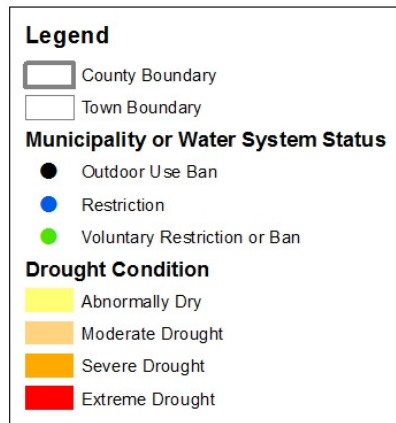 Legend
County Boundary
Town Boundary
Municipality or Water System Status
Outdoor Use Ban
Restriction
Voluntary Restriction or Ban
Drought Condition
Abnormally Dry
Moderate Drought
Severe Drought
Extreme Drought